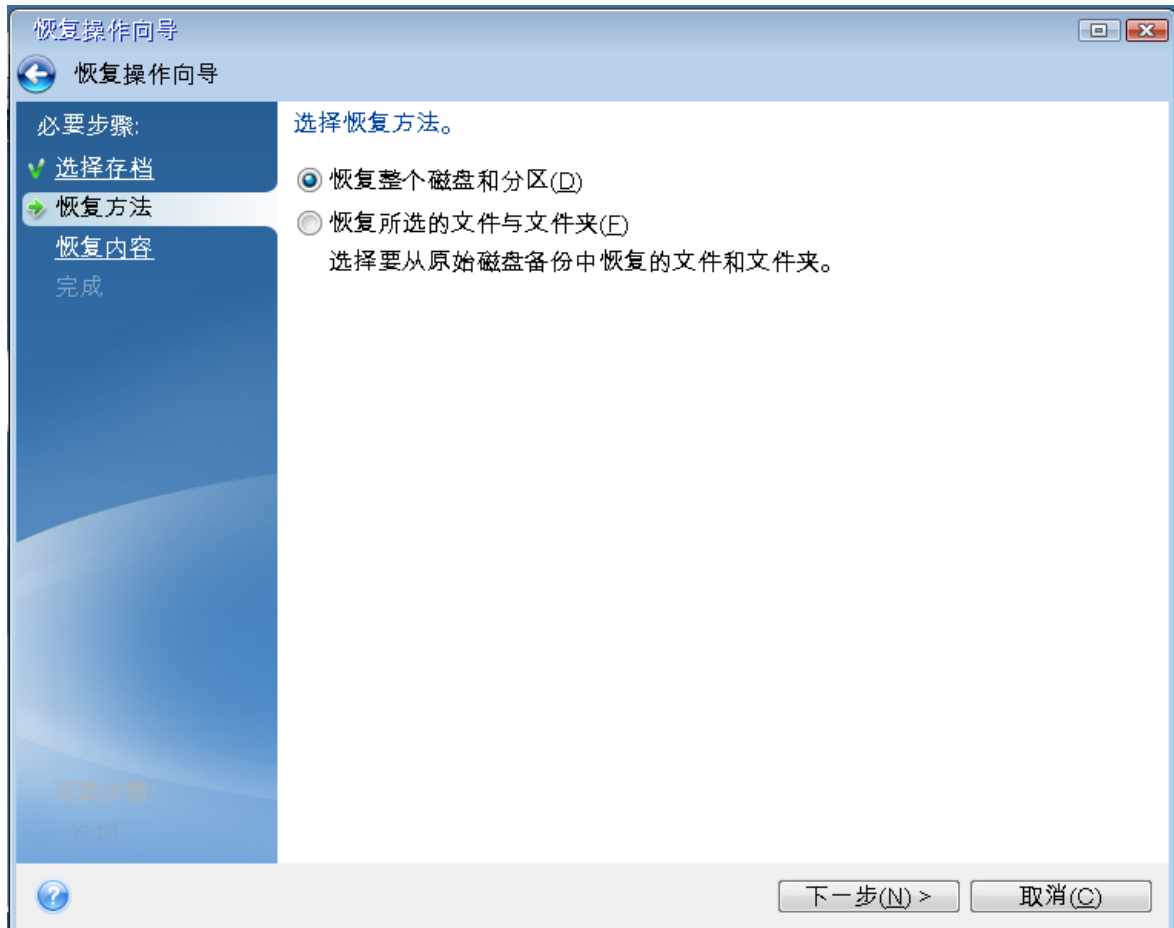 恢复操作向导
恢复操作向导
必要步骤:
选择存档
恢复方法
恢复内容
完成
可选步骤:
选项
选择恢复方法。
恢复整个磁盘和分区(D)
恢复所选的文件与文件夹(F)
选择要从原始磁盘备份中恢复的文件和文件夹。
下一步(N) >
取消(C)